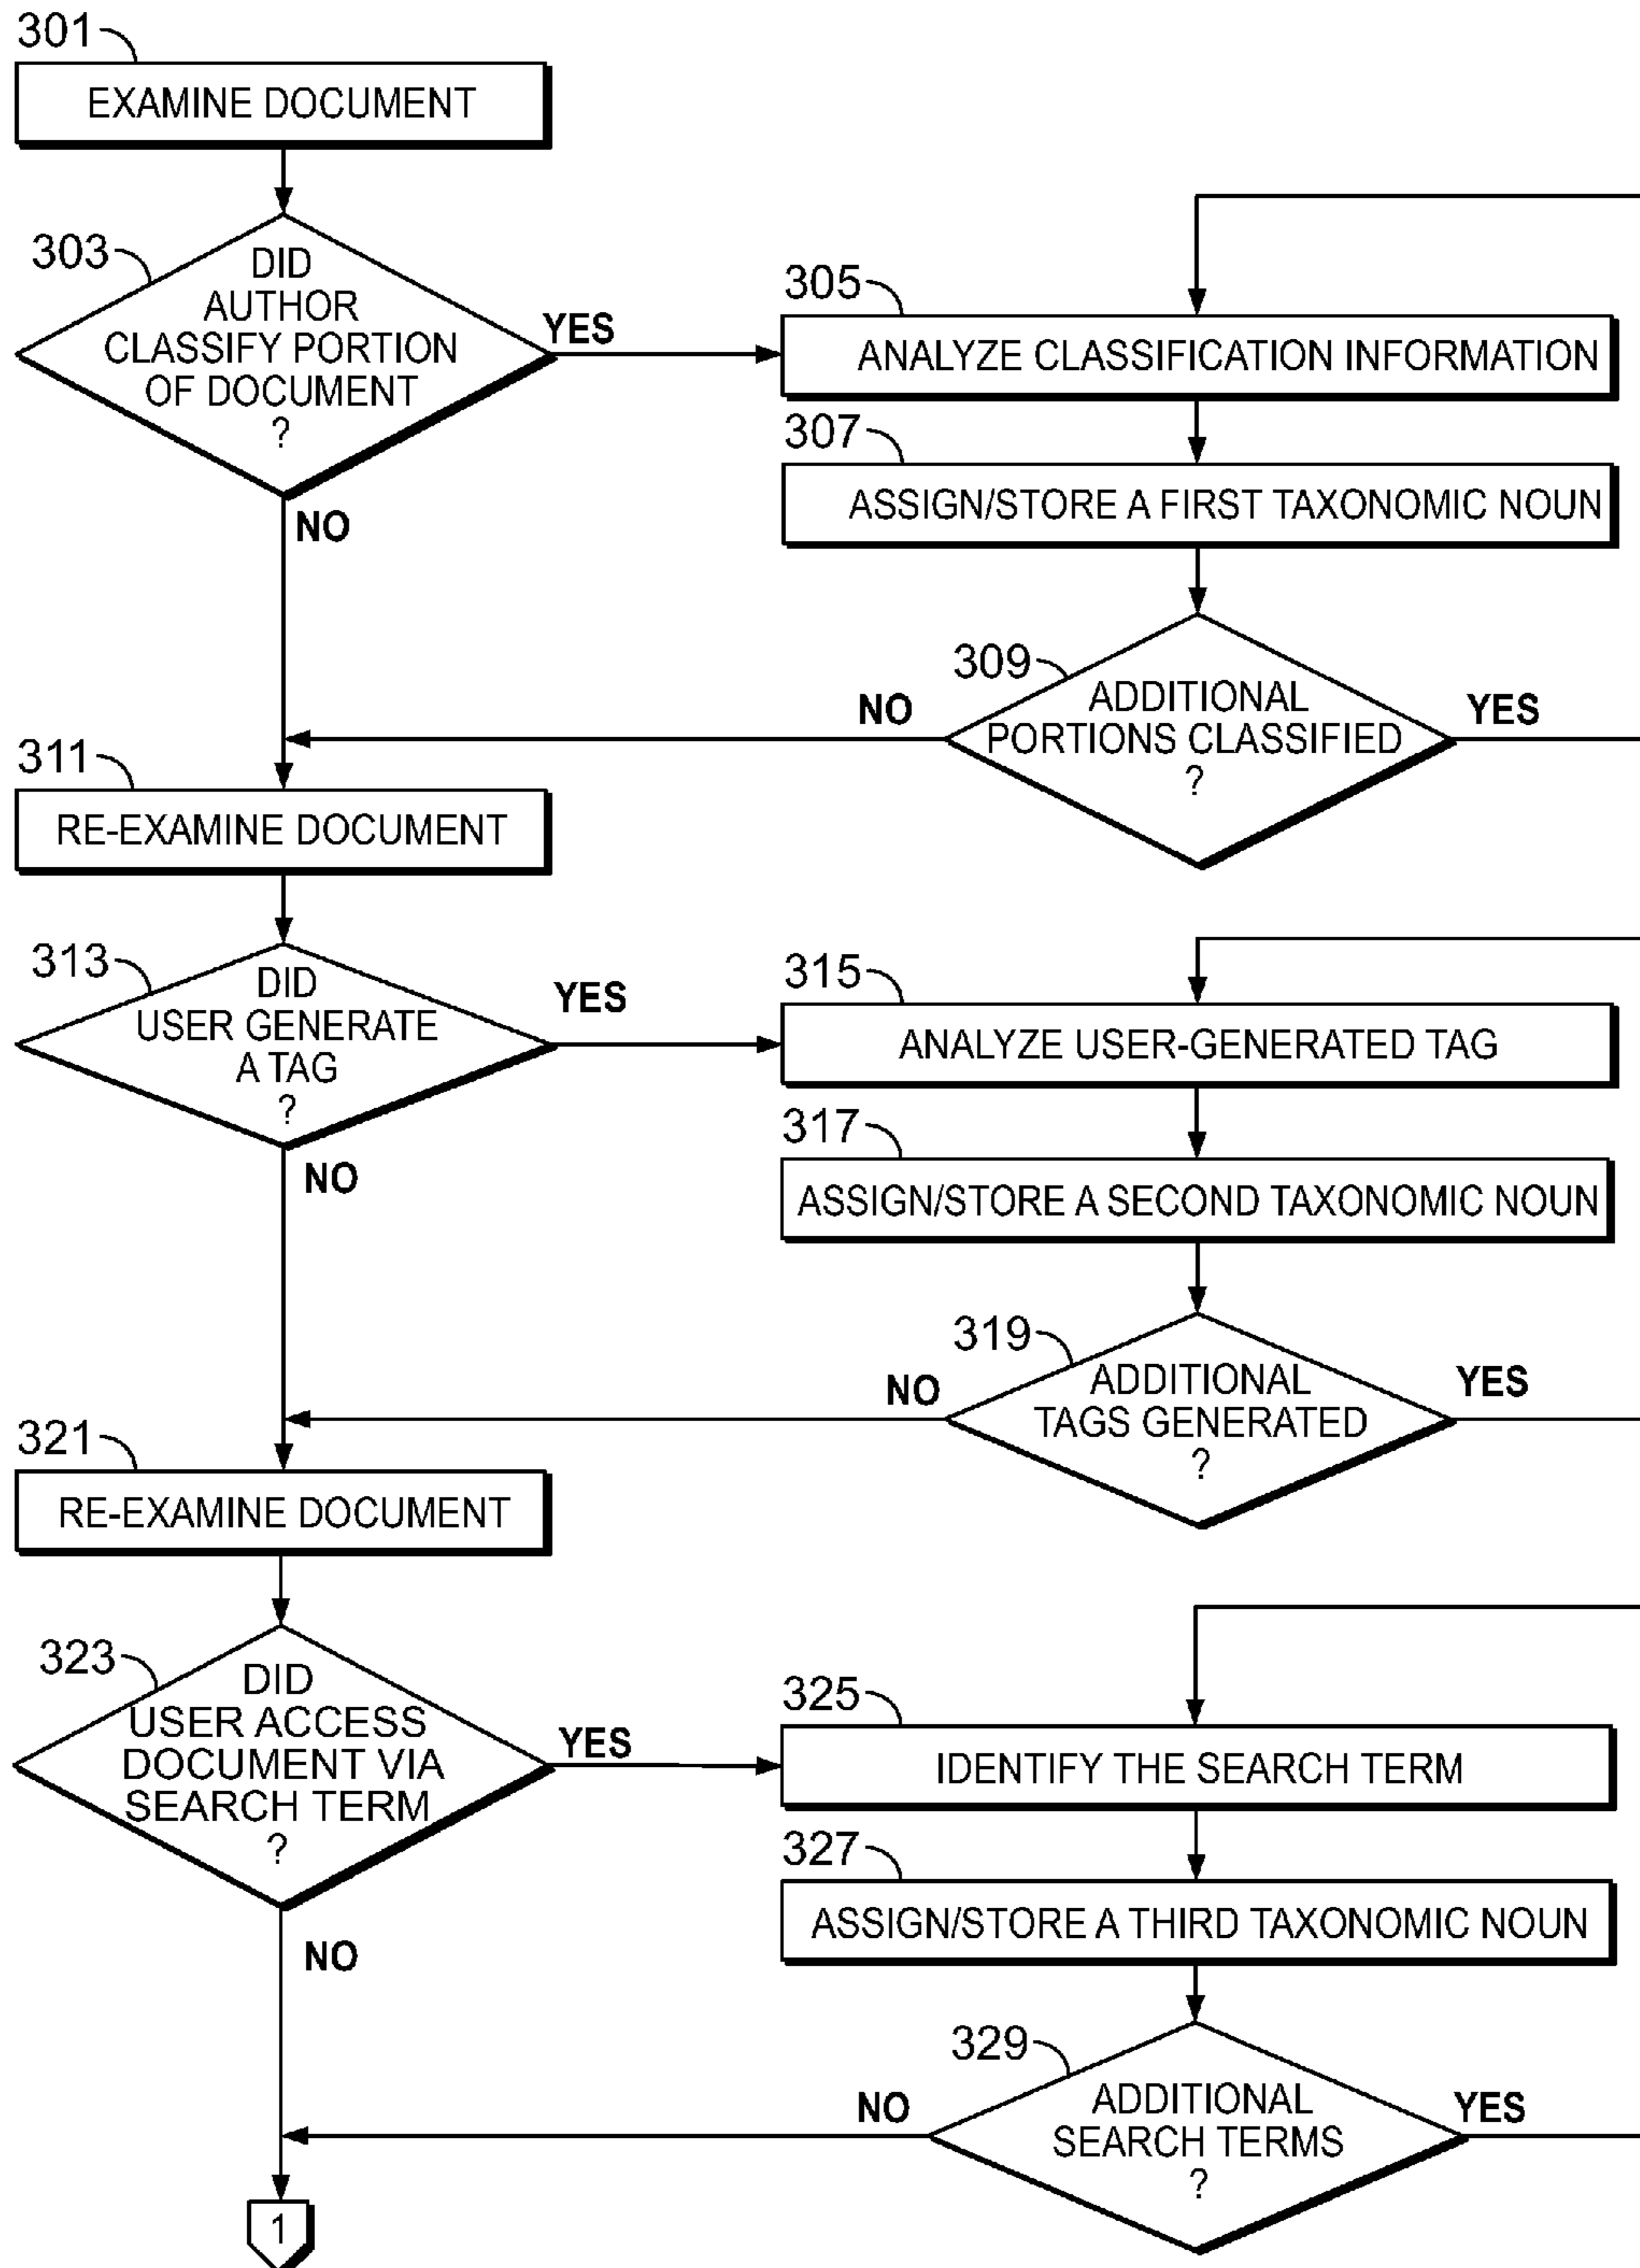 301
EXAMINE DOCUMENT
303
DID
AUTHOR
CLASSIFY PORTION
OF DOCUMENT
?
YES
NO
305
ANALYZE CLASSIFICATION INFORMATION
307
ASSIGN/STORE A FIRST TAXONOMIC NOUN
309
ADDITIONAL
PORTIONS CLASSIFIED
?
NO
YES
311
RE-EXAMINE DOCUMENT
313
DID
USER GENERATE
A TAG
?
YES
NO
315
ANALYZE USER-GENERATED TAG
317
ASSIGN/STORE A SECOND TAXONOMIC NOUN
319
ADDITIONAL
TAGS GENERATED
?
NO
YES
321
RE-EXAMINE DOCUMENT
323
DID
USER ACCESS
DOCUMENT VIA
SEARCH TERM
?
YES
NO
325
IDENTIFY THE SEARCH TERM
327
ASSIGN/STORE A THIRD TAXONOMIC NOUN
329
ADDITIONAL
SEARCH TERMS
?
NO
YES
1